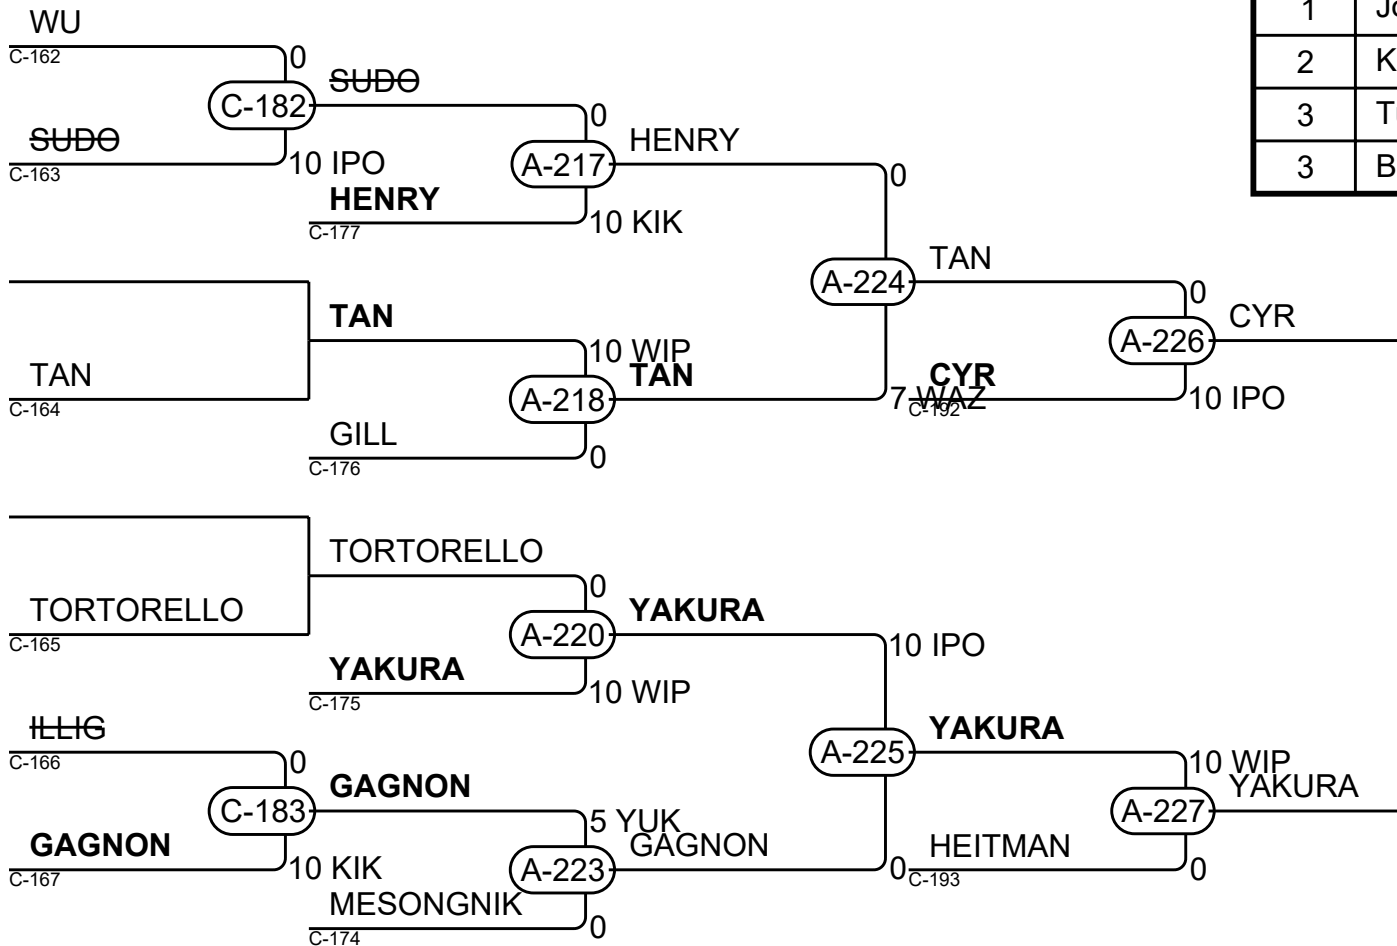 WU
C-162
0
C-182
SUDO
SUDO
C-163
10 IPO
0
A-217
HENRY
HENRY
C-177
10 KIK
0
A-224
TAN
TAN
10 WIP
TAN
C-164
A-218
TAN
GILL
C-176
0
7 WAZ
0
A-226
CYR
CYR
C-192
10 IPO
TORTORELLO
TORTORELLO
C-165
0
A-220
YAKURA
YAKURA
C-175
10 WIP
10 IPO
ILLIG
C-166
0
C-183
GAGNON
GAGNON
C-167
10 KIK
5 YUK
A-223
GAGNON
MESONGNIK
C-174
0
A-225
YAKURA
0
10 WIP
A-227
YAKURA
HEITMAN
C-193
0
1
2 K
3
3 B